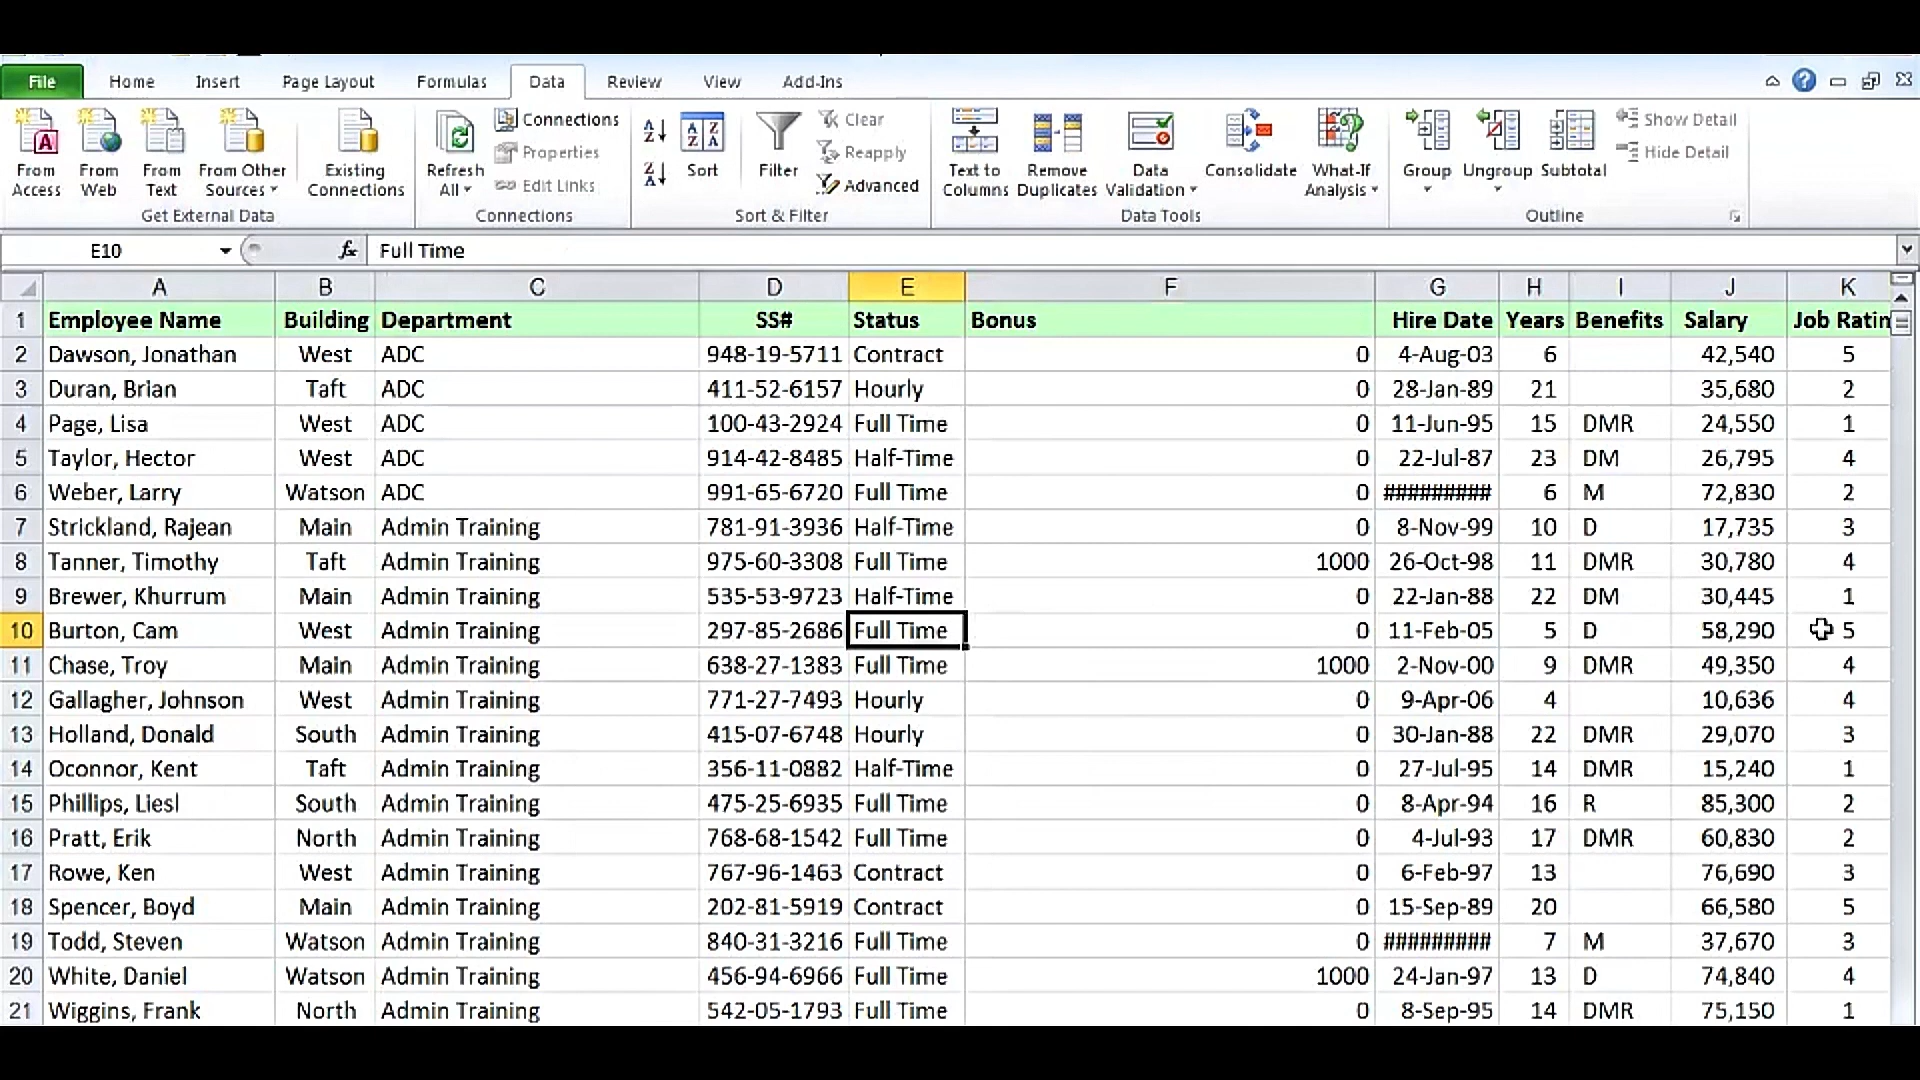 File Home Insert Page Layout Formulas Data Review View Add-Ins
From Access From Web From Text From Other Sources Existing Connections Refresh All Connections Properties Edit Links Sort Filter Clear Reapply Advanced Text to Columns Remove Duplicates Data Validation Consolidate What-If Analysis Group Ungroup Subtotal Show Detail Hide Detail
Get External Data Connections Sort & Filter Data Tools Outline
E10 fx Full Time
A B C D E F G H I J K
1 Employee Name Building Department SS# Status Bonus Hire Date Years Benefits Salary Job Ratin
2 Dawson, Jonathan West ADC 948-19-5711 Contract 0 4-Aug-03 6 42,540 5
3 Duran, Brian Taft ADC 411-52-6157 Hourly 0 28-Jan-89 21 35,680 2
4 Page, Lisa West ADC 100-43-2924 Full Time 0 11-Jun-95 15 DMR 24,550 1
5 Taylor, Hector West ADC 914-42-8485 Half-Time 0 22-Jul-87 23 DM 26,795 4
6 Weber, Larry Watson ADC 991-65-6720 Full Time 0 ######### 6 M 72,830 2
7 Strickland, Rajean Main Admin Training 781-91-3936 Half-Time 0 8-Nov-99 10 D 17,735 3
8 Tanner, Timothy Taft Admin Training 975-60-3308 Full Time 1000 26-Oct-98 11 DMR 30,780 4
9 Brewer, Khurrum Main Admin Training 535-53-9723 Half-Time 0 22-Jan-88 22 DM 30,445 1
10 Burton, Cam West Admin Training 297-85-2686 Full Time 0 11-Feb-05 5 D 58,290 5
11 Chase, Troy Main Admin Training 638-27-1383 Full Time 1000 2-Nov-00 9 DMR 49,350 4
12 Gallagher, Johnson West Admin Training 771-27-7493 Hourly 0 9-Apr-06 4 10,636 4
13 Holland, Donald South Admin Training 415-07-6748 Hourly 0 30-Jan-88 22 DMR 29,070 3
14 Oconnor, Kent Taft Admin Training 356-11-0882 Half-Time 0 27-Jul-95 14 DMR 15,240 1
15 Phillips, Liesl South Admin Training 475-25-6935 Full Time 0 8-Apr-94 16 R 85,300 2
16 Pratt, Erik North Admin Training 768-68-1542 Full Time 0 4-Jul-93 17 DMR 60,830 2
17 Rowe, Ken West Admin Training 767-96-1463 Contract 0 6-Feb-97 13 76,690 3
18 Spencer, Boyd Main Admin Training 202-81-5919 Contract 0 15-Sep-89 20 66,580 5
19 Todd, Steven Watson Admin Training 840-31-3216 Full Time 0 ######### 7 M 37,670 3
20 White, Daniel Watson Admin Training 456-94-6966 Full Time 1000 24-Jan-97 13 D 74,840 4
21 Wiggins, Frank North Admin Training 542-05-1793 Full Time 0 8-Sep-95 14 DMR 75,150 1